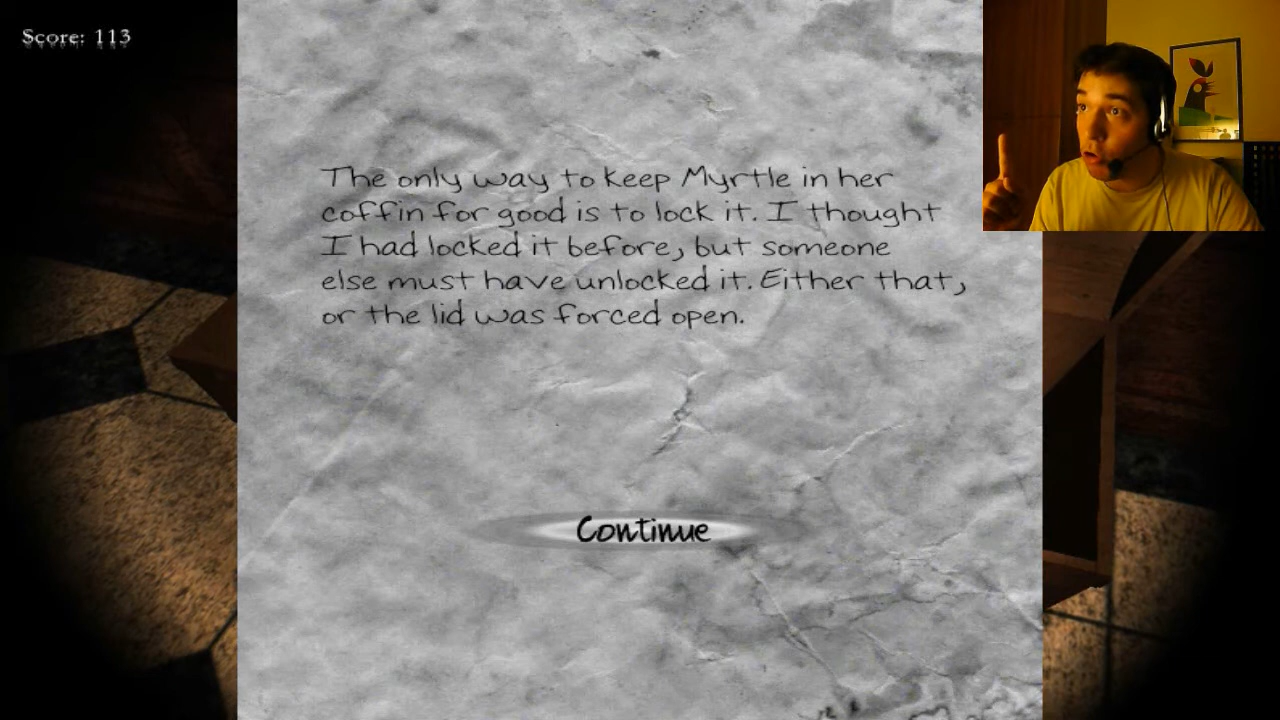 Score: 113
The only way to keep Myrtle in her
coffin for good is to lock it. I thought
I had locked it before, but someone
else must have unlocked it. Either that,
or the lid was forced open.
Continue